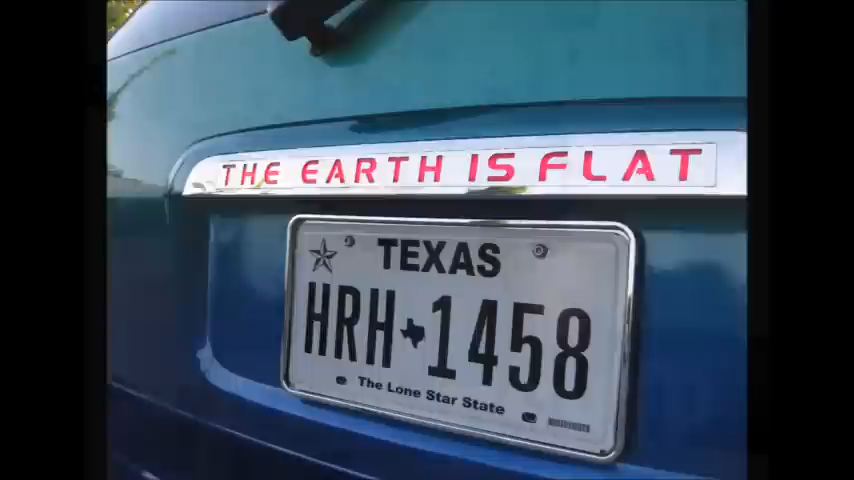 THE EARTH IS FLAT
TEXAS
HRH 1458
The Lone Star State